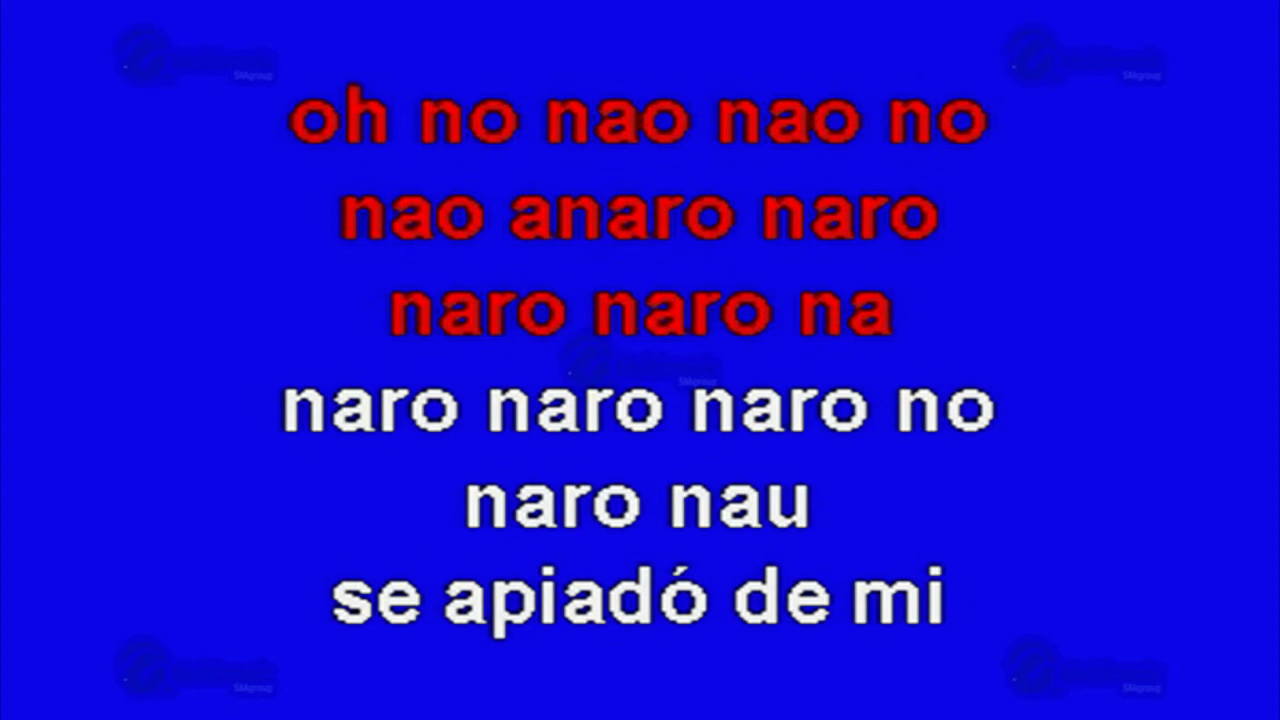 oh no nao nao no
nao anaro naro
naro naro na
naro naro naro no
naro nau
se apiadó de mi